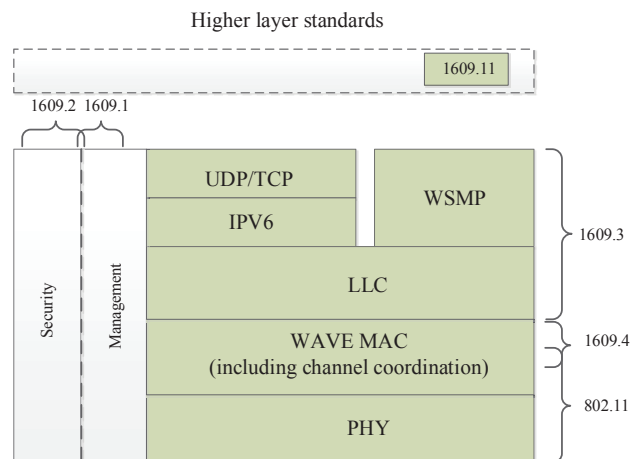 Higher layer standards
1609.11
1609.2
1609.1
UDP/TCP
IPV6
WSMP
1609.3
LLC
Security
Management
WAVE MAC
(including channel coordination)
1609.4
802.11
PHY